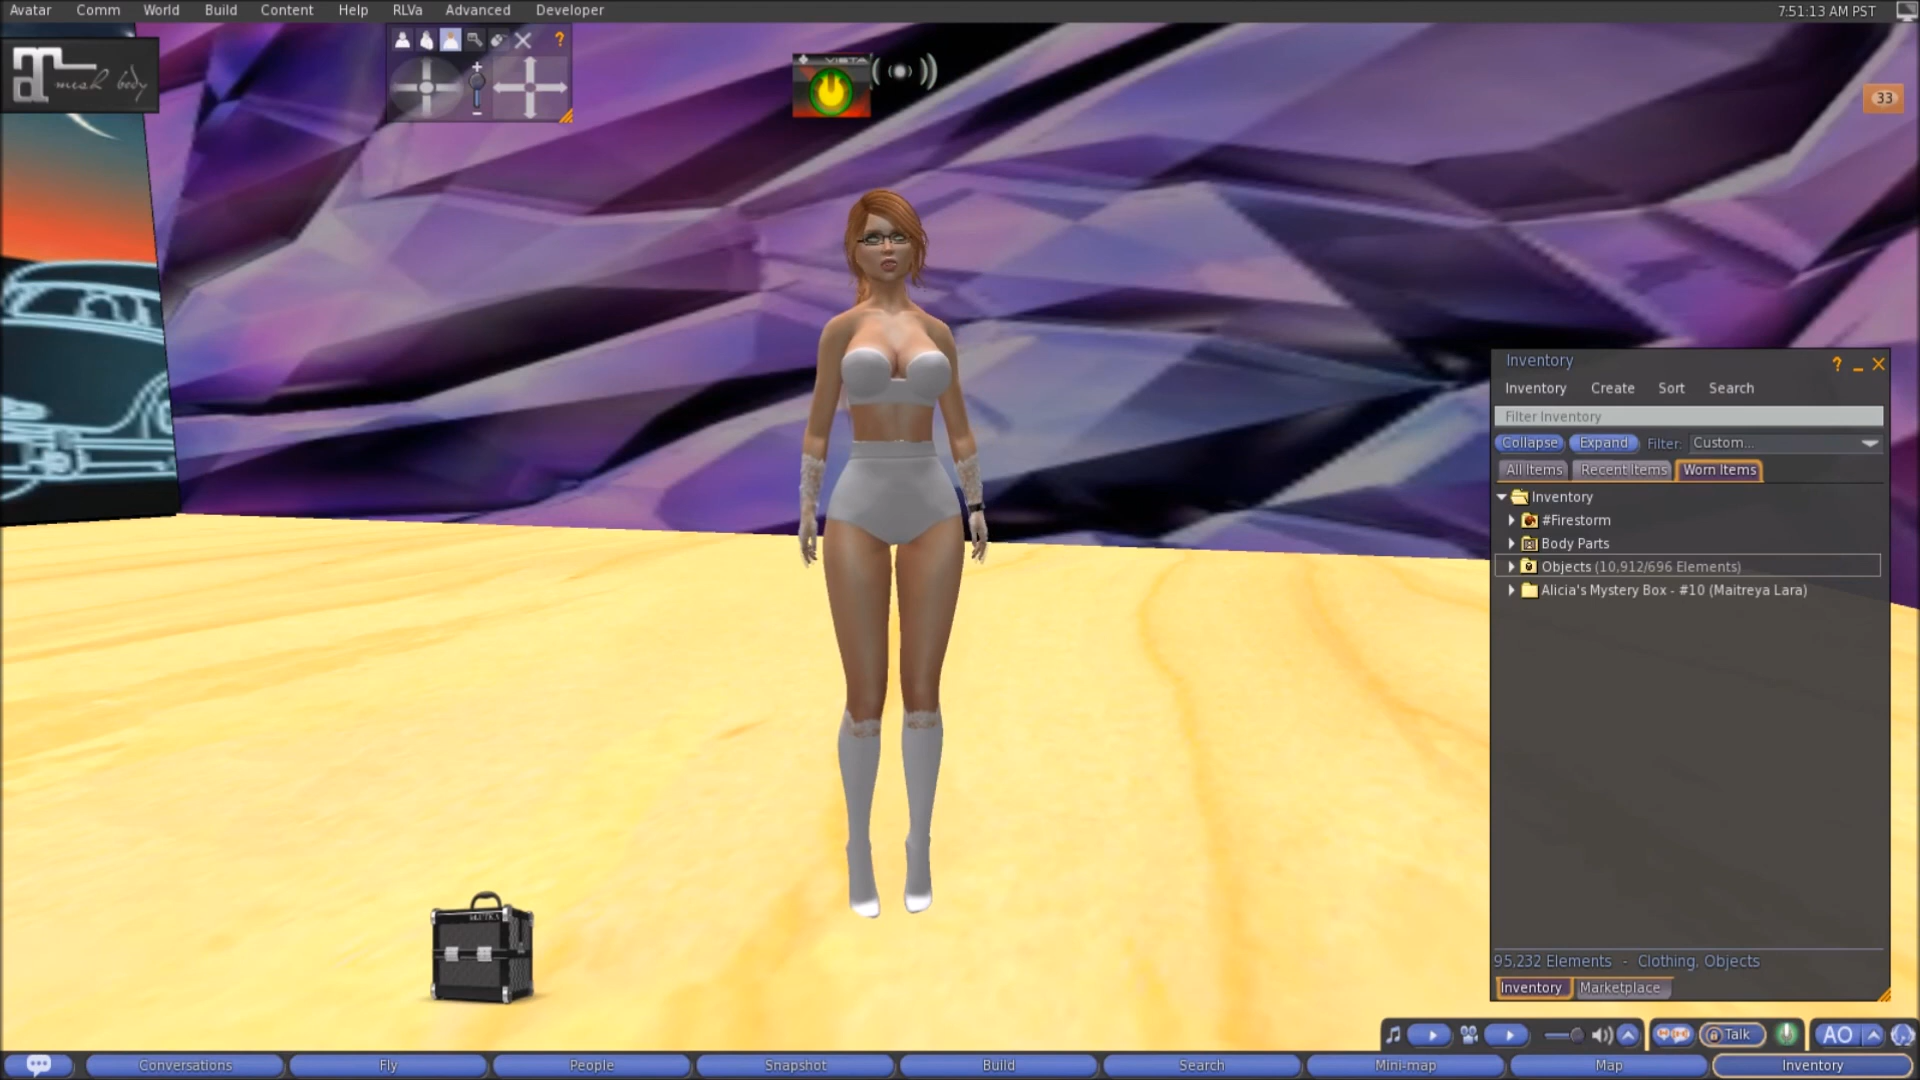 Avatar Comm World Build Content Help RLVa Advanced Developer
7:51:13 AM PST
mesh body
?
VISTA
33
Inventory
? _ X
Inventory Create Sort Search
Filter Inventory
Collapse Expand Filter: Custom...
All Items Recent Items Worn Items
Inventory
#Firestorm
Body Parts
Objects (10,912/696 Elements)
Alicia's Mystery Box - #10 (Maitreya Lara)
95,232 Elements - Clothing, Objects
Inventory Marketplace
Talk AO
Conversations Fly People Snapshot Build Search Mini-map Map Inventory